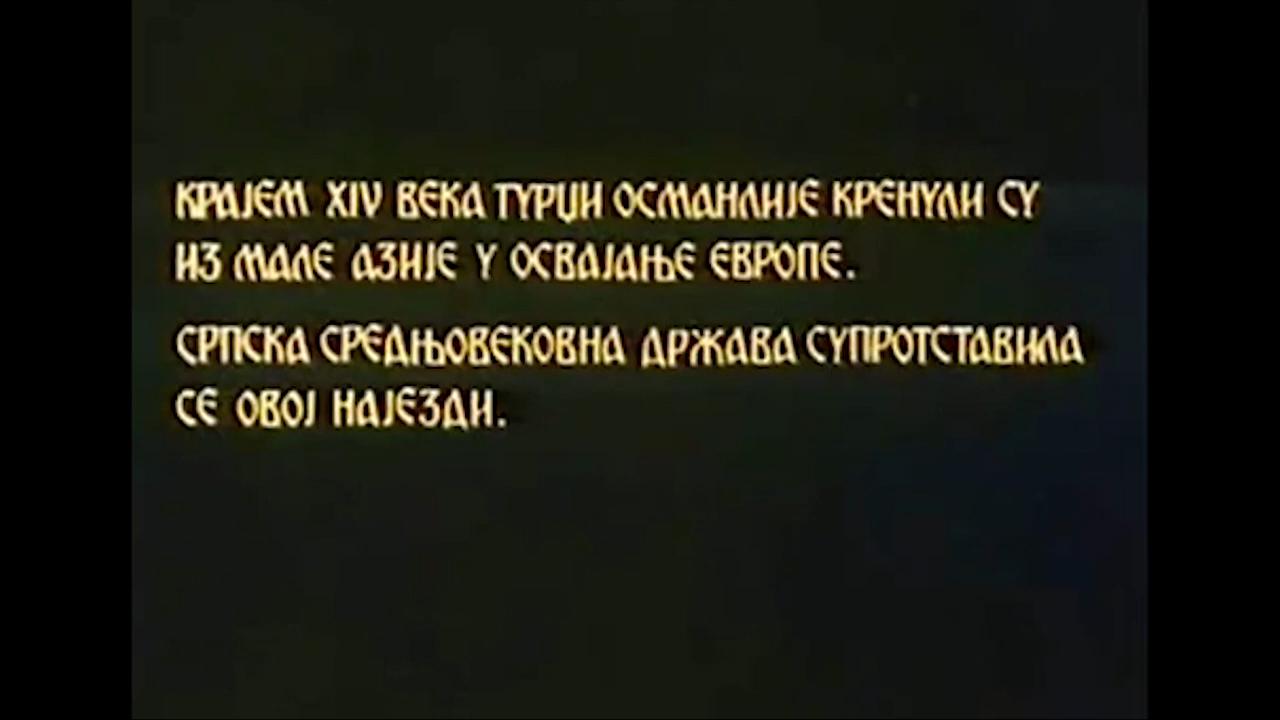 КРАЈЕМ XIV ВЕКА ТУРЦИ ОСМАНЛИЈЕ КРЕНУЛИ СУ
ИЗ МАЛЕ АЗИЈЕ У ОСВАЈАЊЕ ЕВРОПЕ.
СРПСКА СРЕДЊОВЕКОВНА ДРЖАВА СУПРОТСТАВИЛА
СЕ ОВОЈ НАЈЕЗДИ.